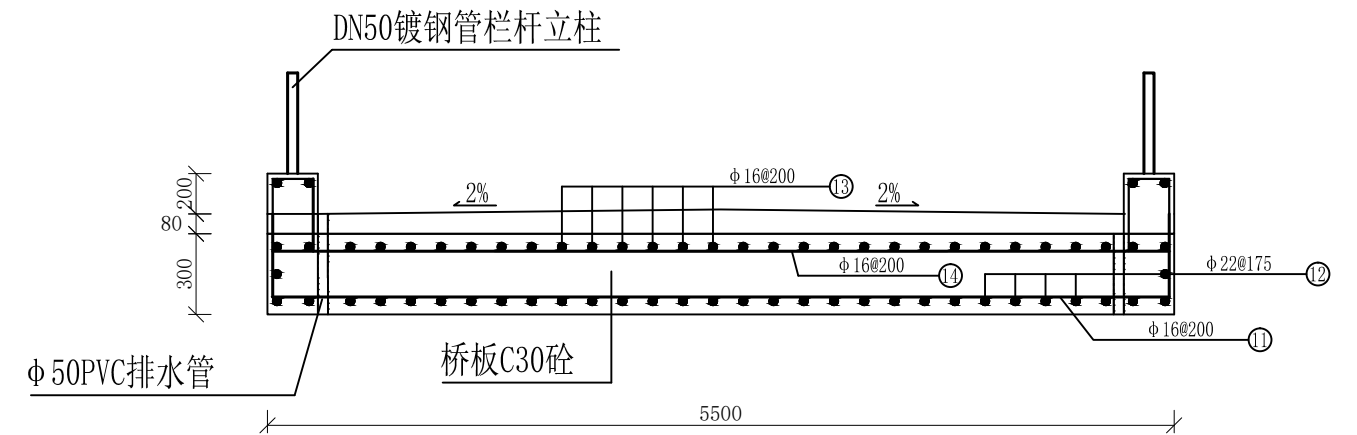 DN50镀钢管栏杆立柱
200
80
300
2%
φ16@200 ⑬
2%
φ16@200 ⑭
φ22@175 ⑫
φ16@200 ⑪
桥板C30砼
φ50PVC排水管
5500